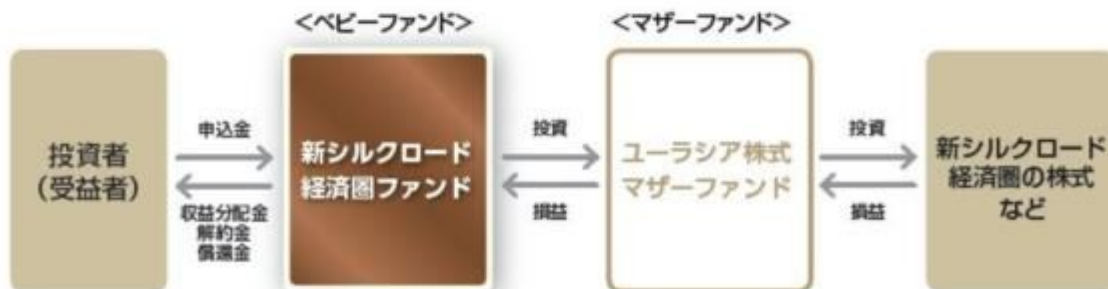 <ベビーファンド>
<マザーファンド>
投資者
（受益者）
申込金
収益分配金
解約金
償還金
新シルクロード
経済圏ファンド
投資
損益
ユーラシア株式
マザーファンド
投資
損益
新シルクロード
経済圏の株式
など